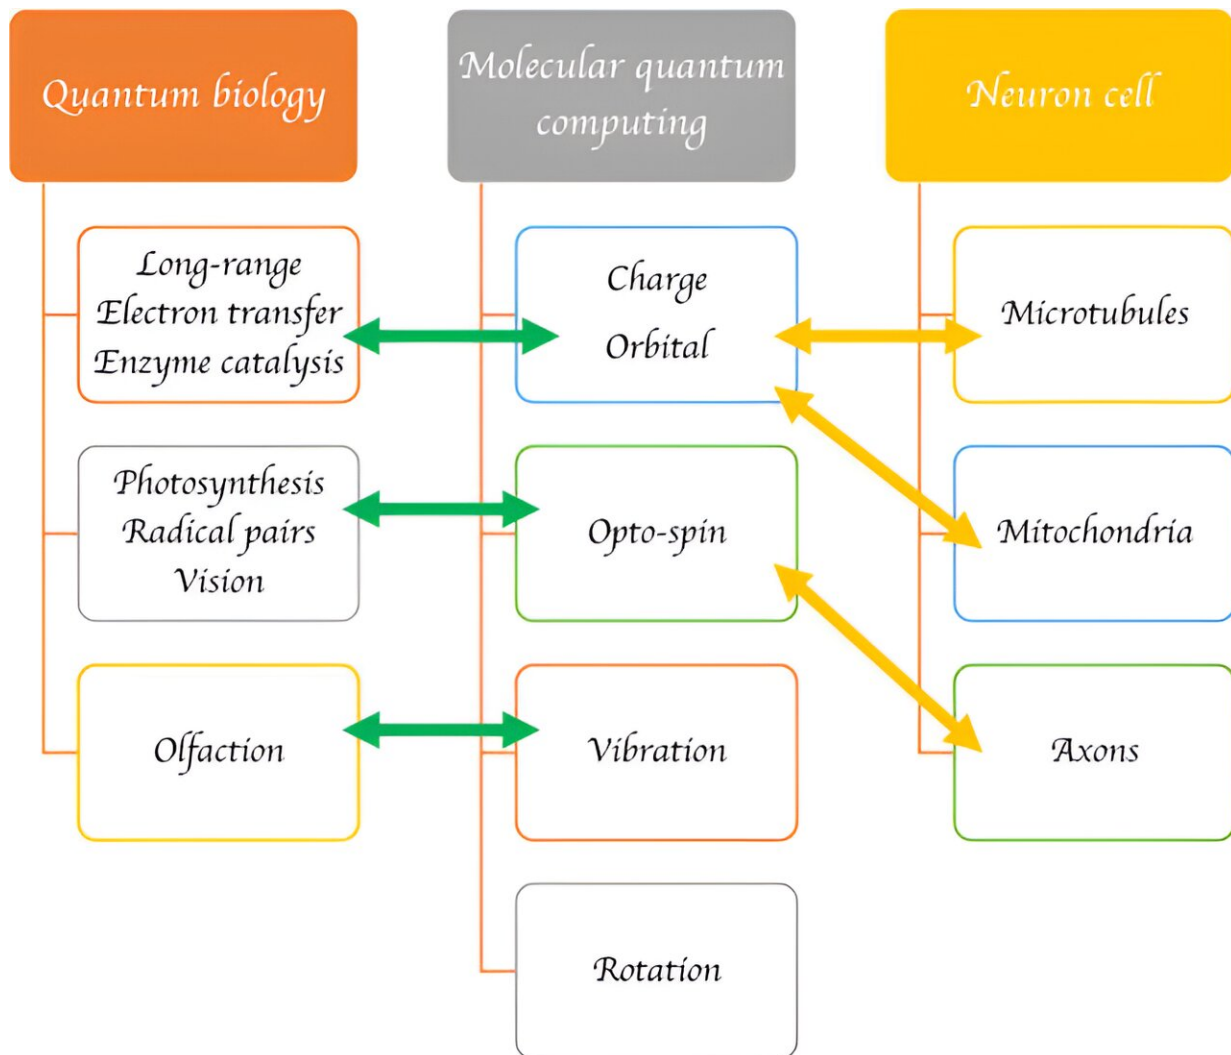 Quantum biology
Long-range
Electron transfer
Enzyme catalysis
Photosynthesis
Radical pairs
Vision
Olfaction
Molecular quantum
computing
Charge
Orbital
Opto-spin
Vibration
Rotation
Neuron cell
Microtubules
Mitochondria
Axons